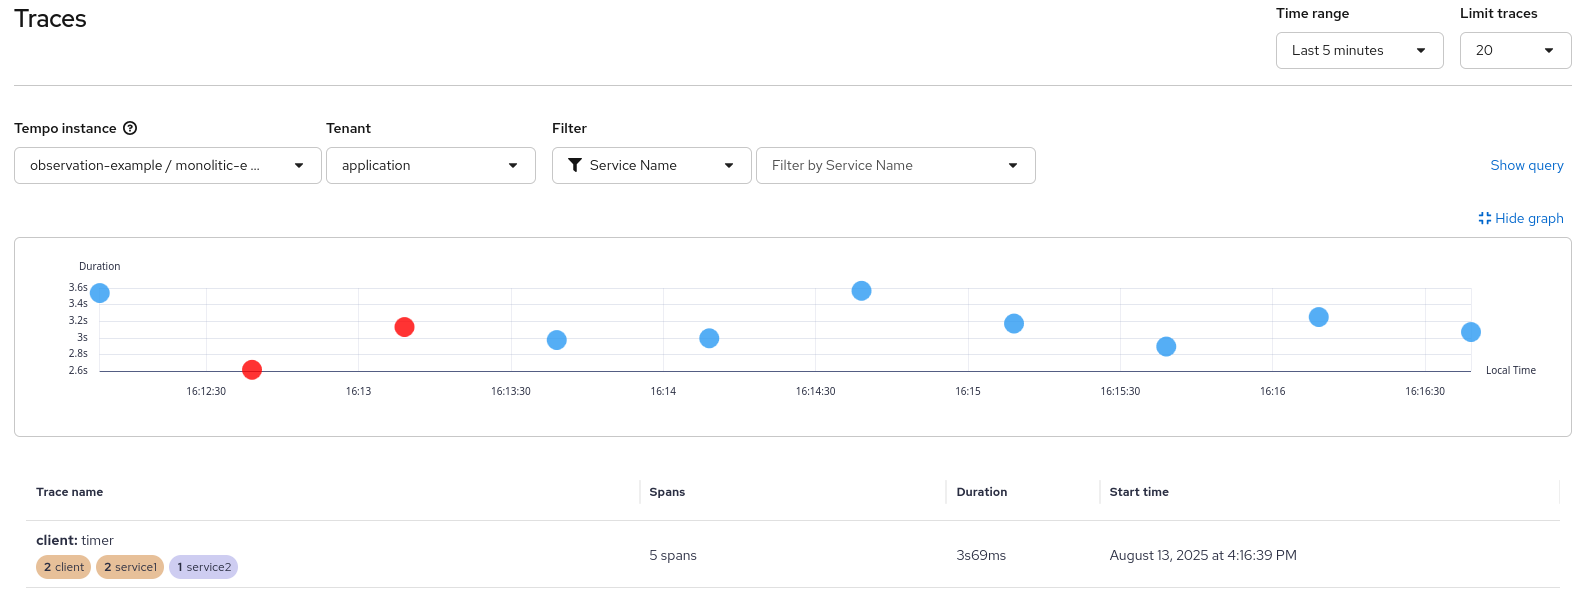 Traces
Time range
Limit traces
Last 5 minutes
20
Tempo instance
Tenant
Filter
observation-example / monolitic-e ...
application
Service Name
Filter by Service Name
Show query
Hide graph
Duration
3.6s
3.4s
3.2s
3s
2.8s
2.6s
Local Time
16:12:30
16:13
16:13:30
16:14
16:14:30
16:15
16:15:30
16:16
16:16:30
Trace name
Spans
Duration
Start time
client: timer
2 client
2 service1
1 service2
5 spans
3s69ms
August 13, 2025 at 4:16:39 PM